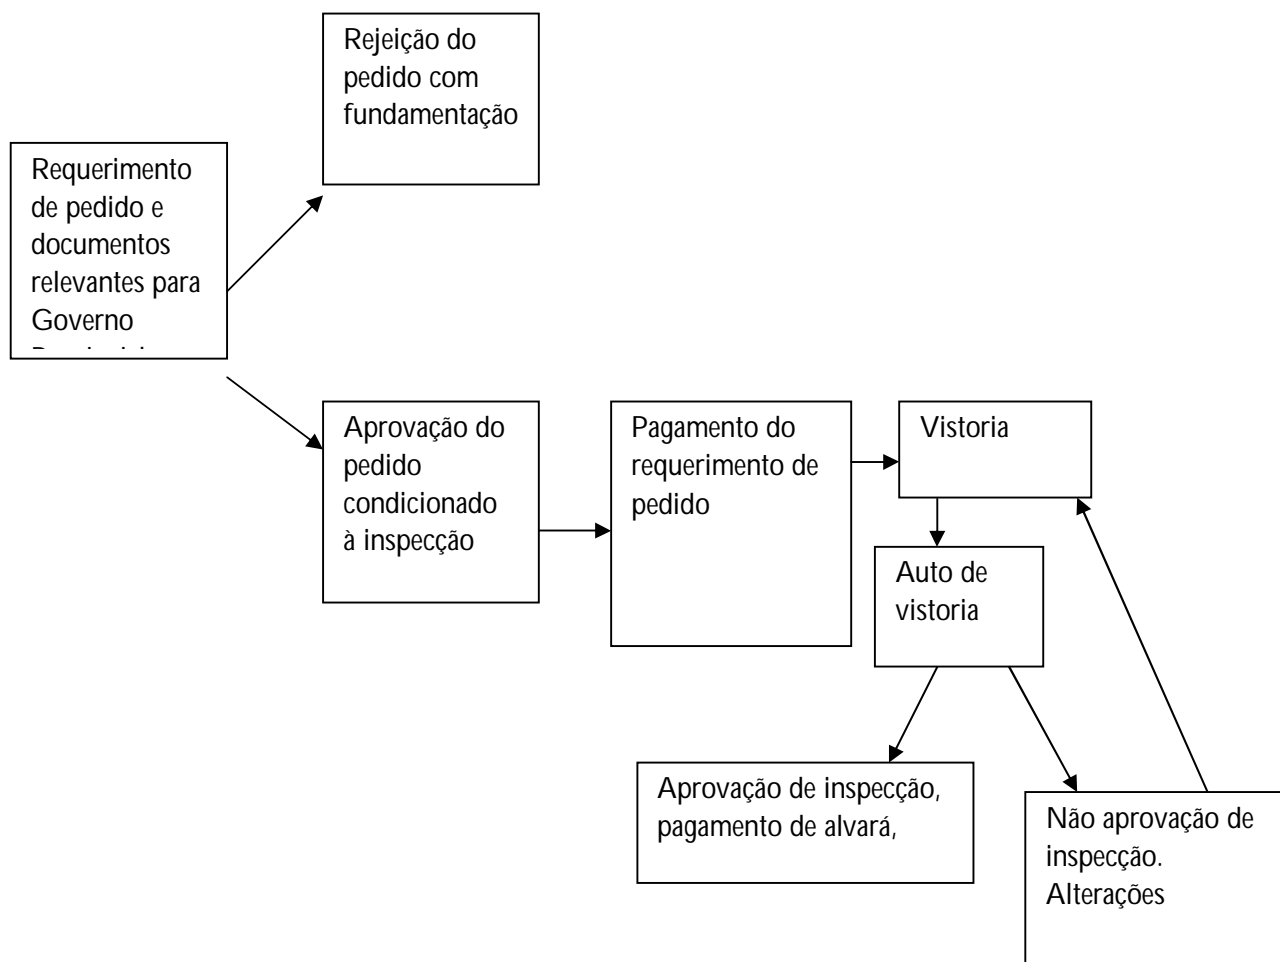 Rejeição do
pedido com
fundamentação
Requerimento
de pedido e
documentos
relevantes para
Governo
Aprovação do
pedido
condicionado
à inspecção
Pagamento do
requerimento de
pedido
Vistoria
Auto de
vistoria
Aprovação de inspecção,
pagamento de alvará,
Não aprovação de
inspecção.
Alterações